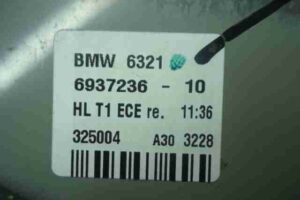 BMW 6321
6937236 - 10
HL T1 ECE re. 11:36
325004 A30 3228